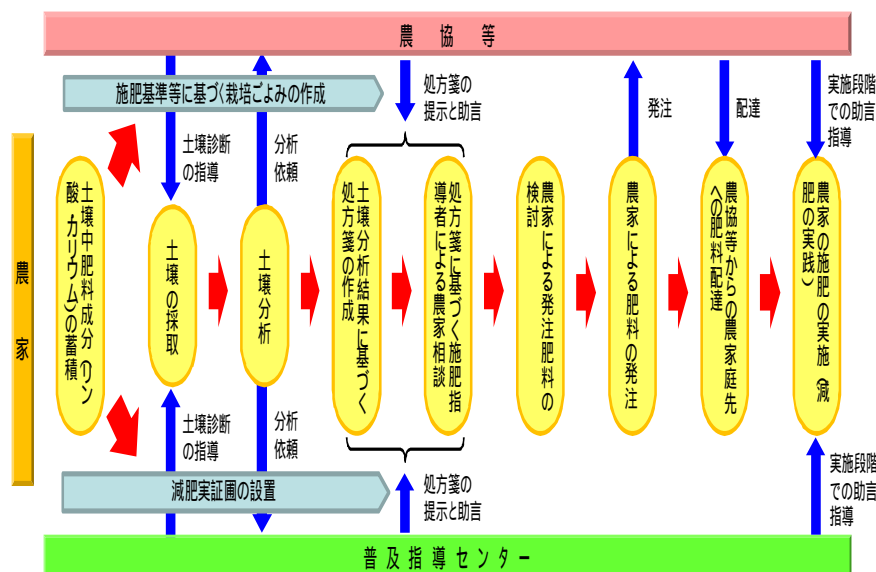 農協等
施肥基準等に基づく栽培ごよみの作成
処方箋の
提示と助言
発注
配達
実施段階
での助言
指導
土壌診断
の指導
分析
依頼
農家
土壌中肥料成分(リン
酸、カリウム)の蓄積
土壌の採取
土壌分析
土壌分析結果に基づく
処方箋の作成
処方箋に基づく施肥指
導者による農家相談
農家による発注肥料の
検討
農家による肥料の発注
農協等からの農家庭先
への肥料配達
農家の施肥の実施(減
肥の実践)
土壌診断
の指導
分析
依頼
減肥実証圃の設置
処方箋の
提示と助言
実施段階
での助言
指導
普及指導センター